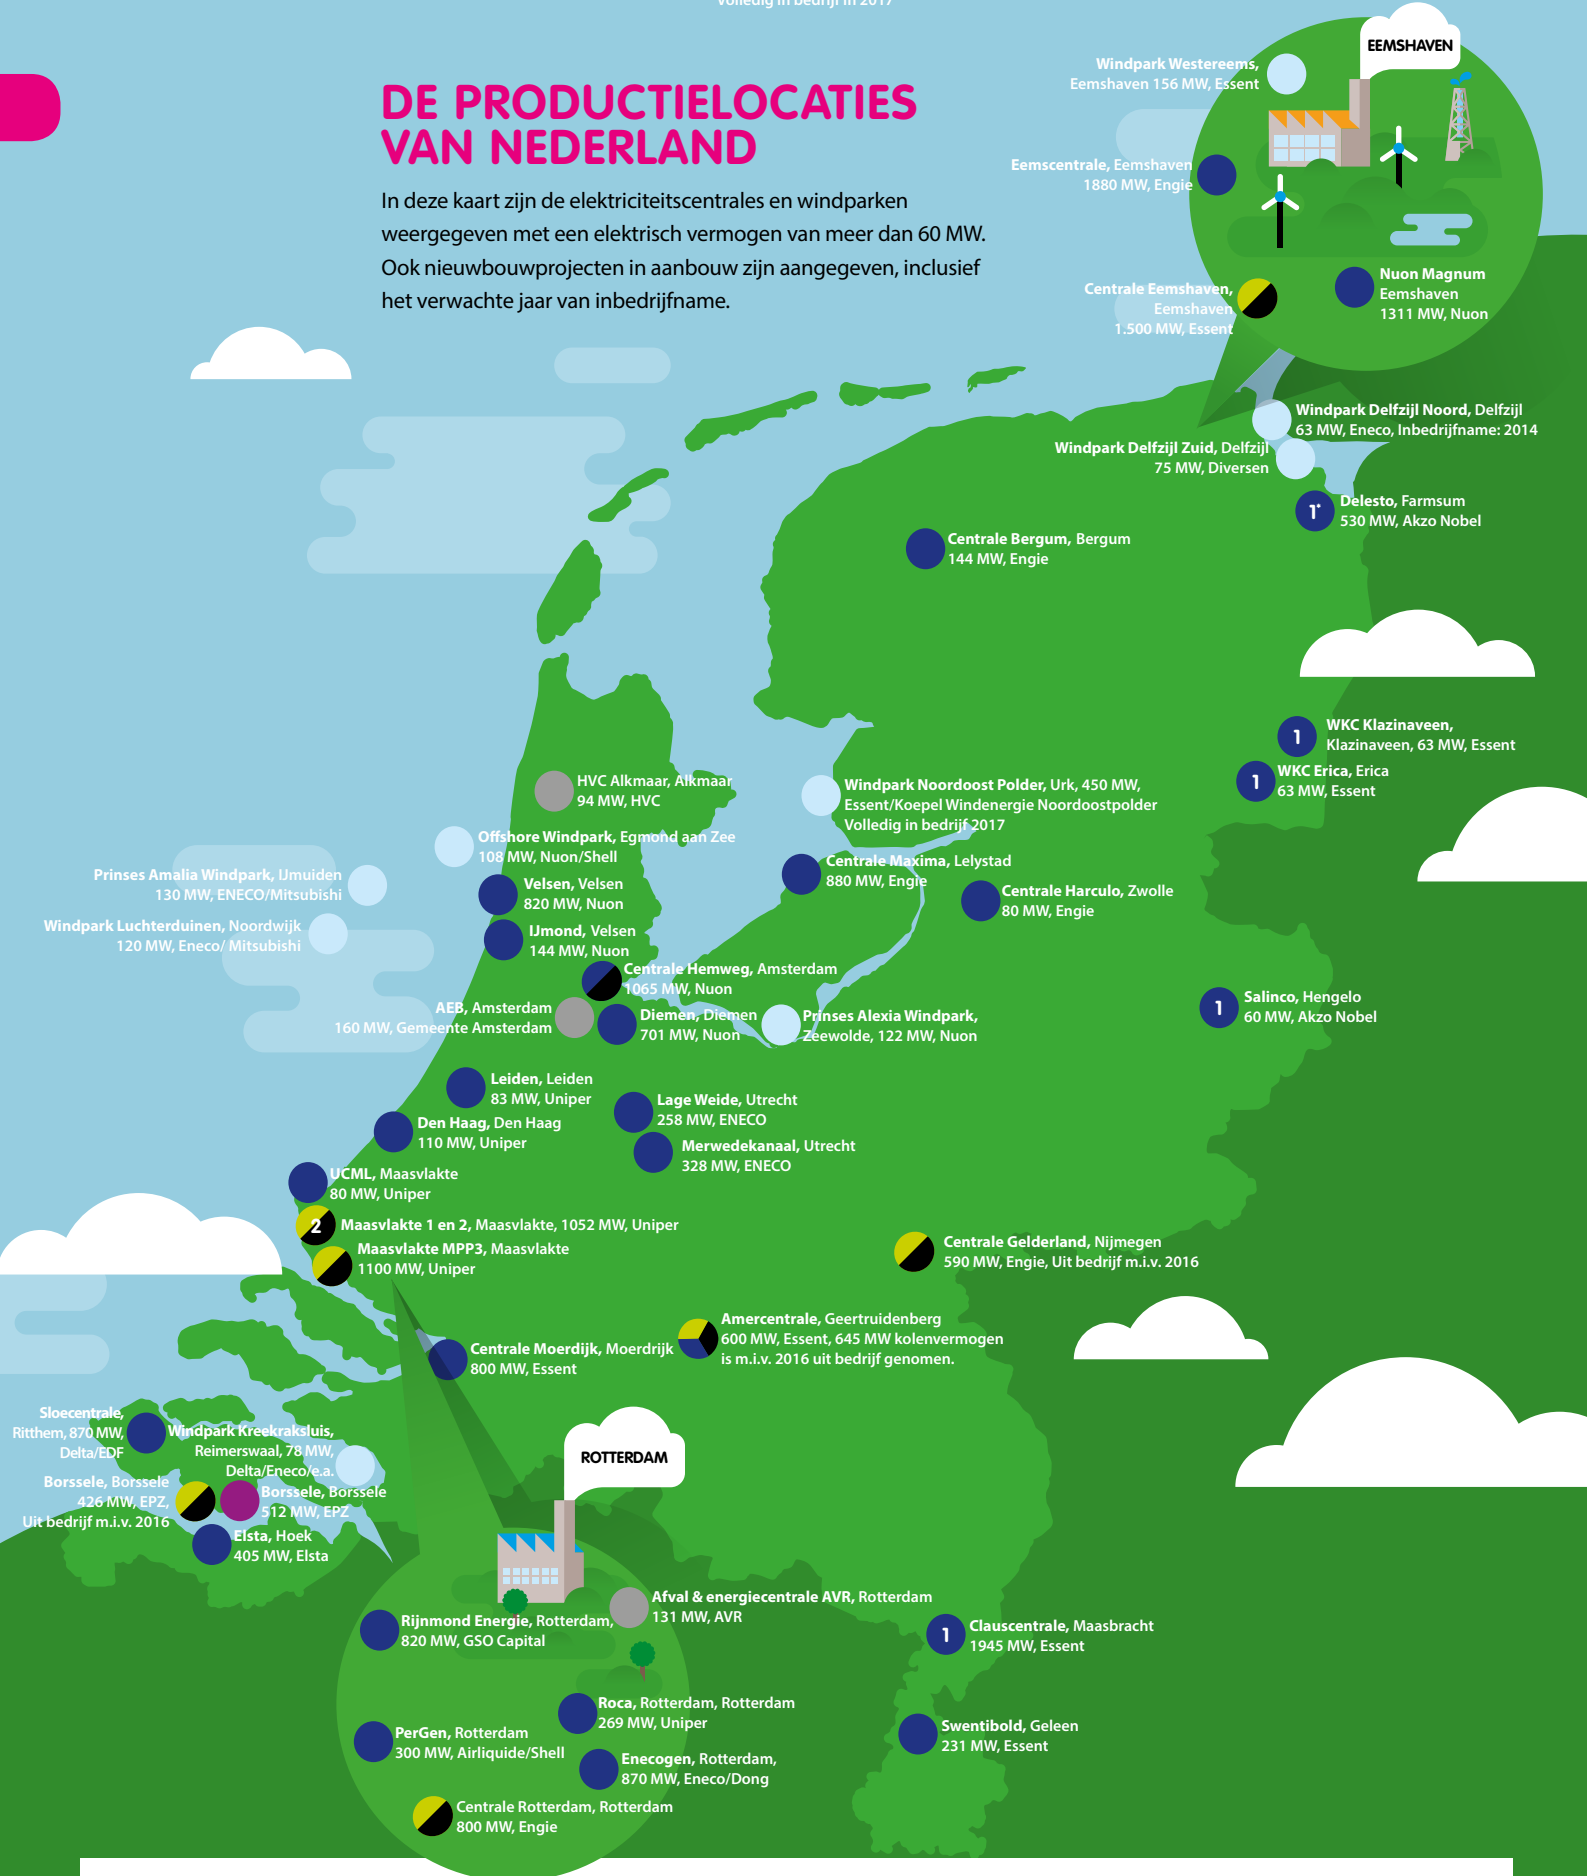 Volledig in bedrijf in 2017
DE PRODUCTIELOCATIES
VAN NEDERLAND
In deze kaart zijn de elektriciteitscentrales en windparken
weergegeven met een elektrisch vermogen van meer dan 60 MW.
Ook nieuwbouwprojecten in aanbouw zijn aangegeven, inclusief
het verwachte jaar van inbedrijfname.
EEMSHAVEN
Windpark Westereems,
Eemshaven 156 MW, Essent
Eemscentrale, Eemshaven
1880 MW, Engie
Centrale Eemshaven,
Eemshaven
1.500 MW, Essent
Nuon Magnum
Eemshaven
1311 MW, Nuon
Windpark Delfzijl Noord, Delfzijl
63 MW, Eneco, Inbedrijfname: 2014
Windpark Delfzijl Zuid, Delfzijl
75 MW, Diversen
1*
Delesto, Farmsum
530 MW, Akzo Nobel
Centrale Bergum, Bergum
144 MW, Engie
1
WKC Klazinaveen,
Klazinaveen, 63 MW, Essent
1
WKC Erica, Erica
63 MW, Essent
HVC Alkmaar, Alkmaar
94 MW, HVC
Windpark Noordoost Polder, Urk, 450 MW,
Essent/Koepel Windenergie Noordoostpolder
Volledig in bedrijf 2017
Offshore Windpark, Egmond aan Zee
108 MW, Nuon/Shell
Centrale Maxima, Lelystad
880 MW, Engie
Prinses Amalia Windpark, IJmuiden
130 MW, ENECO/Mitsubishi
Velsen, Velsen
820 MW, Nuon
Centrale Harculo, Zwolle
80 MW, Engie
Windpark Luchterduinen, Noordwijk
120 MW, Eneco/ Mitsubishi
IJmond, Velsen
144 MW, Nuon
Centrale Hemweg, Amsterdam
1065 MW, Nuon
AEB, Amsterdam
160 MW, Gemeente Amsterdam
Diemen, Diemen
701 MW, Nuon
Prinses Alexia Windpark,
Zeewolde, 122 MW, Nuon
1
Salinco, Hengelo
60 MW, Akzo Nobel
Leiden, Leiden
83 MW, Uniper
Lage Weide, Utrecht
258 MW, ENECO
Den Haag, Den Haag
110 MW, Uniper
Merwedekanaal, Utrecht
328 MW, ENECO
UCML, Maasvlakte
80 MW, Uniper
2
Maasvlakte 1 en 2, Maasvlakte, 1052 MW, Uniper
Maasvlakte MPP3, Maasvlakte
1100 MW, Uniper
Centrale Gelderland, Nijmegen
590 MW, Engie, Uit bedrijf m.i.v. 2016
Amercentrale, Geertruidenberg
600 MW, Essent, 645 MW kolenvermogen
is m.i.v. 2016 uit bedrijf genomen.
Centrale Moerdijk, Moerdrijk
800 MW, Essent
Sloecentrale,
Ritthem, 870 MW,
Delta/EDF
Windpark Kreekraksluis,
Reimerswaal, 78 MW,
Delta/Eneco/e.a.
Borssele, Borssele
426 MW, EPZ,
Uit bedrijf m.i.v. 2016
Borssele, Borssele
512 MW, EPZ
Elsta, Hoek
405 MW, Elsta
ROTTERDAM
Afval & energiecentrale AVR, Rotterdam
131 MW, AVR
Rijnmond Energie, Rotterdam,
820 MW, GSO Capital
1
Clauscentrale, Maasbracht
1945 MW, Essent
Roca, Rotterdam, Rotterdam
269 MW, Uniper
PerGen, Rotterdam
300 MW, Airliquide/Shell
Swentibold, Geleen
231 MW, Essent
Enecogen, Rotterdam,
870 MW, Eneco/Dong
Centrale Rotterdam, Rotterdam
800 MW, Engie